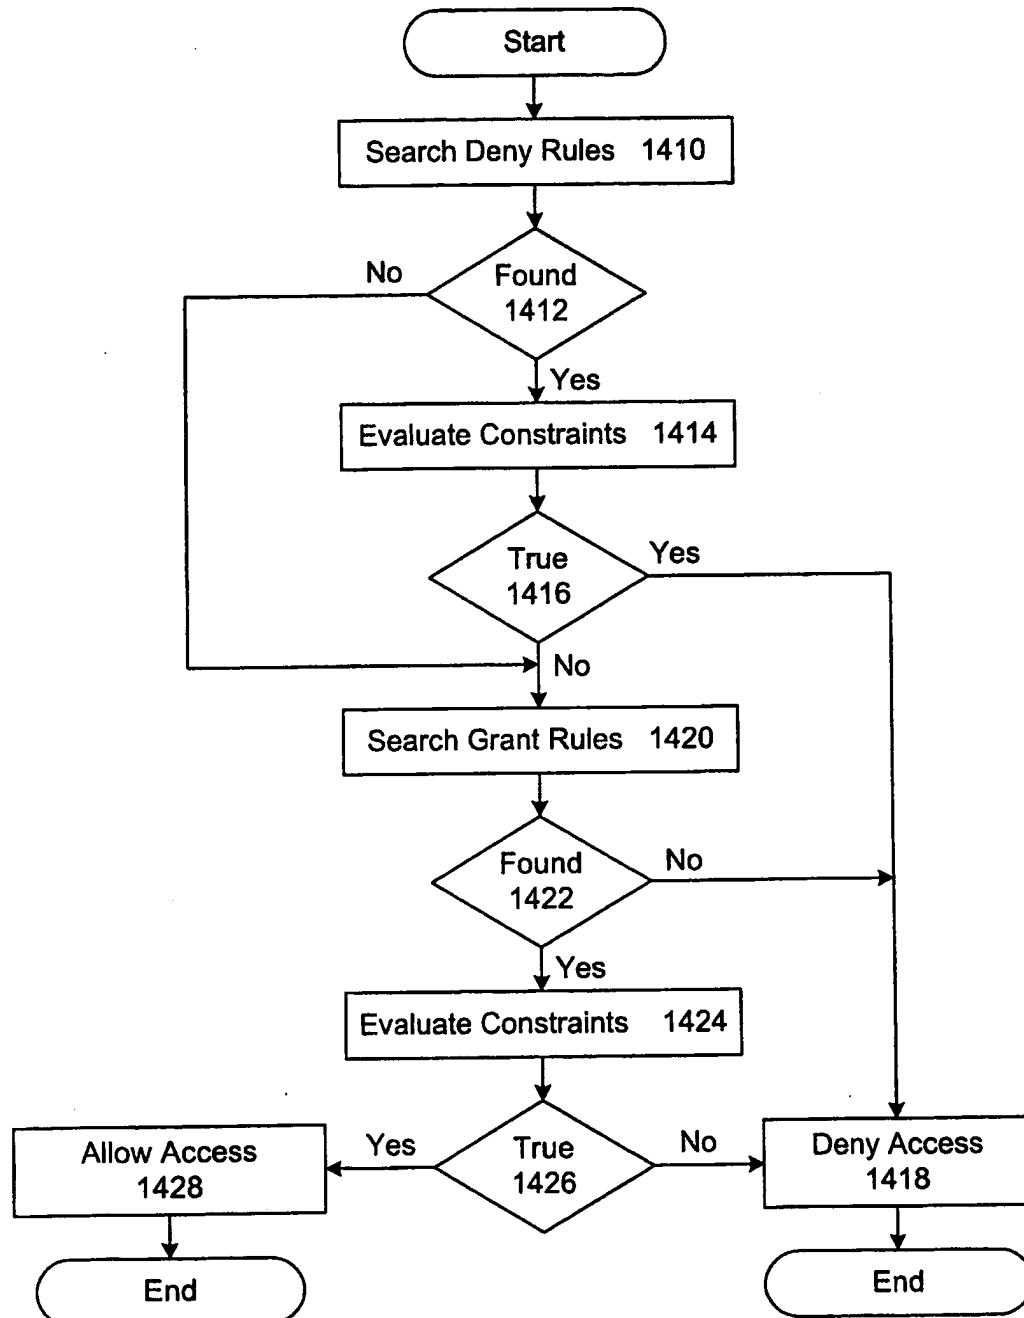 Start
Search Deny Rules 1410
No
Found
1412
Yes
Evaluate Constraints 1414
True
1416
Yes
No
Search Grant Rules 1420
Found
1422
No
Yes
Evaluate Constraints 1424
Allow Access
1428
Yes
True
1426
No
Deny Access
1418
End
End